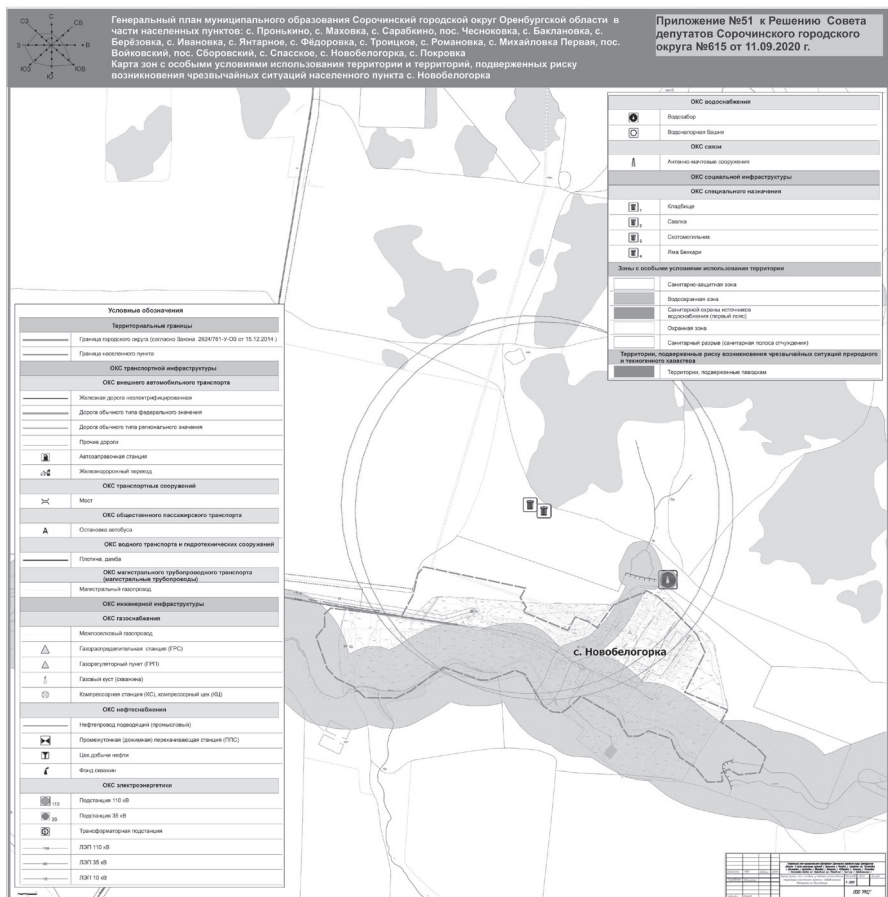 С
СВ
В
ЮВ
Ю
ЮЗ
З
СЗ
Генеральный план муниципального образования Сорочинский городской округ Оренбургской области в
части населенных пунктов: с. Пронькино, с. Маховка, с. Сарабкино, пос. Чесноковка, с. Баклановка, с.
Берёзовка, с. Ивановка, с. Янтарное, с. Фёдоровка, с. Троицкое, с. Романовка, с. Михайловка Первая, пос.
Войковский, пос. Сборовский, с. Спасское, с. Новобелогорка, с. Покровка
Карта зон с особыми условиями использования территории и территорий, подверженных риску
возникновения чрезвычайных ситуаций населенного пункта с. Новобелогорка
Приложение №51 к Решению Совета
депутатов Сорочинского городского
округа №615 от 11.09.2020 г.
ОКС водоснабжения
Водозабор
Водонапорная башня
ОКС связи
Антенно-мачтовые сооружения
ОКС социальной инфраструктуры
ОКС специального назначения
1 Кладбище
2 Свалка
3 Скотомогильник
4 Яма Беккари
Зоны с особыми условиями использования территории
Санитарно-защитная зона
Водоохранная зона
Санитарной охраны источников
водоснабжения (первый пояс)
Охранная зона
Санитарный разрыв (санитарная полоса отчуждения)
Территории, подверженные риску возникновения чрезвычайных ситуаций природного
и техногенного характера
Территории, подверженные паводкам
Условные обозначения
Территориальные границы
Граница городского округа (согласно Закона 2824/781-V-ОЗ от 15.12.2014 )
Граница населенного пункта
ОКС транспортной инфраструктуры
ОКС внешнего автомобильного транспорта
Железная дорога неэлектрифицированная
Дорога обычного типа федерального значения
Дорога обычного типа регионального значения
Прочие дороги
Автозаправочная станция
Железнодорожный переезд
ОКС транспортных сооружений
Мост
ОКС общественного пассажирского транспорта
А Остановка автобуса
ОКС водного транспорта и гидротехнических сооружений
Плотина, дамба
ОКС магистрального трубопроводного транспорта
(магистральные трубопроводы)
Магистральный газопровод
ОКС инженерной инфраструктуры
ОКС газоснабжения
Межпоселковый газопровод
Газораспределительная станция (ГРС)
Газорегуляторный пункт (ГРП)
Газовый куст (скважина)
Компрессорная станция (КС), компрессорный цех (КЦ)
ОКС нефтеснабжения
Нефтепровод подводящий (промысловый)
Промежуточная (дожимная) перекачивающая станция (ППС)
Цех добычи нефти
Фонд скважин
ОКС электроэнергетики
110 Подстанция 110 кВ
35 Подстанция 35 кВ
Трансформаторная подстанция
ЛЭП 110 кВ
ЛЭП 35 кВ
ЛЭП 10 кВ
с. Новобелогорка